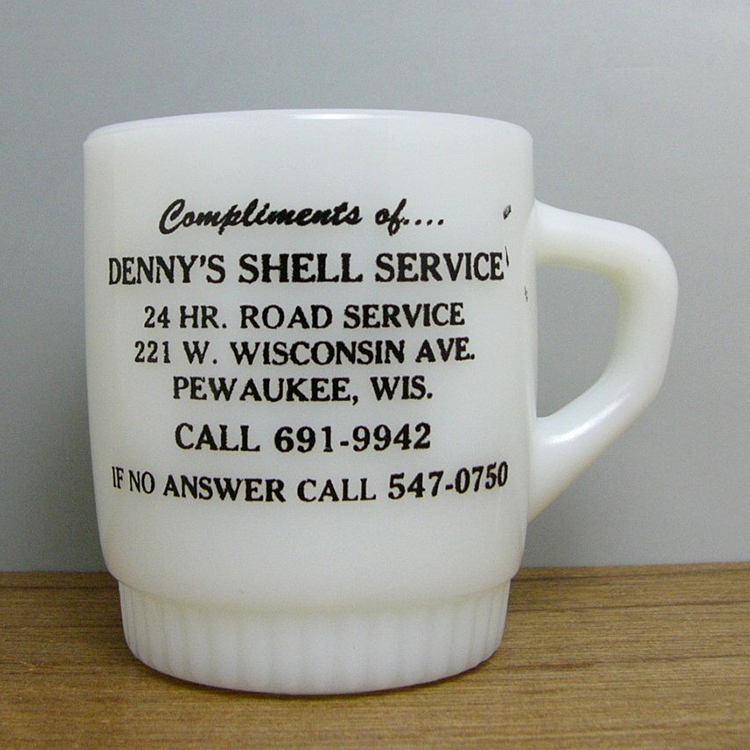 Compliments of....
DENNY'S SHELL SERVICE
24 HR. ROAD SERVICE
221 W. WISCONSIN AVE.
PEWAUKEE, WIS.
CALL 691-9942
IF NO ANSWER CALL 547-0750